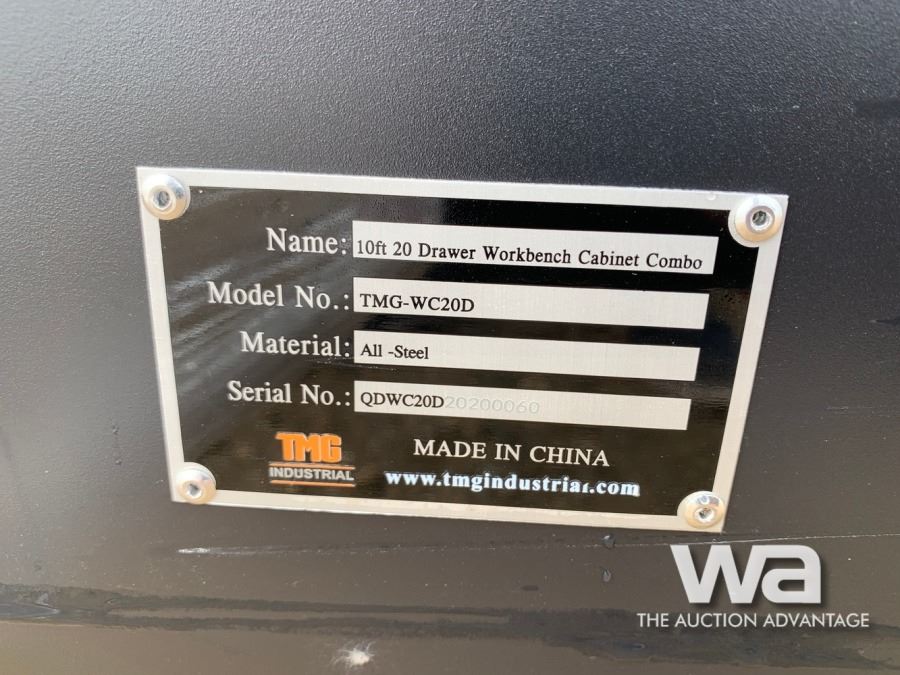 Name: 10ft 20 Drawer Workbench Cabinet Combo
Model No.: TMG-WC20D
Material: All -Steel
Serial No.: QDWC20D20200060
TMG
INDUSTRIAL
MADE IN CHINA
www.tmgindustrial.com
wa
THE AUCTION ADVANTAGE